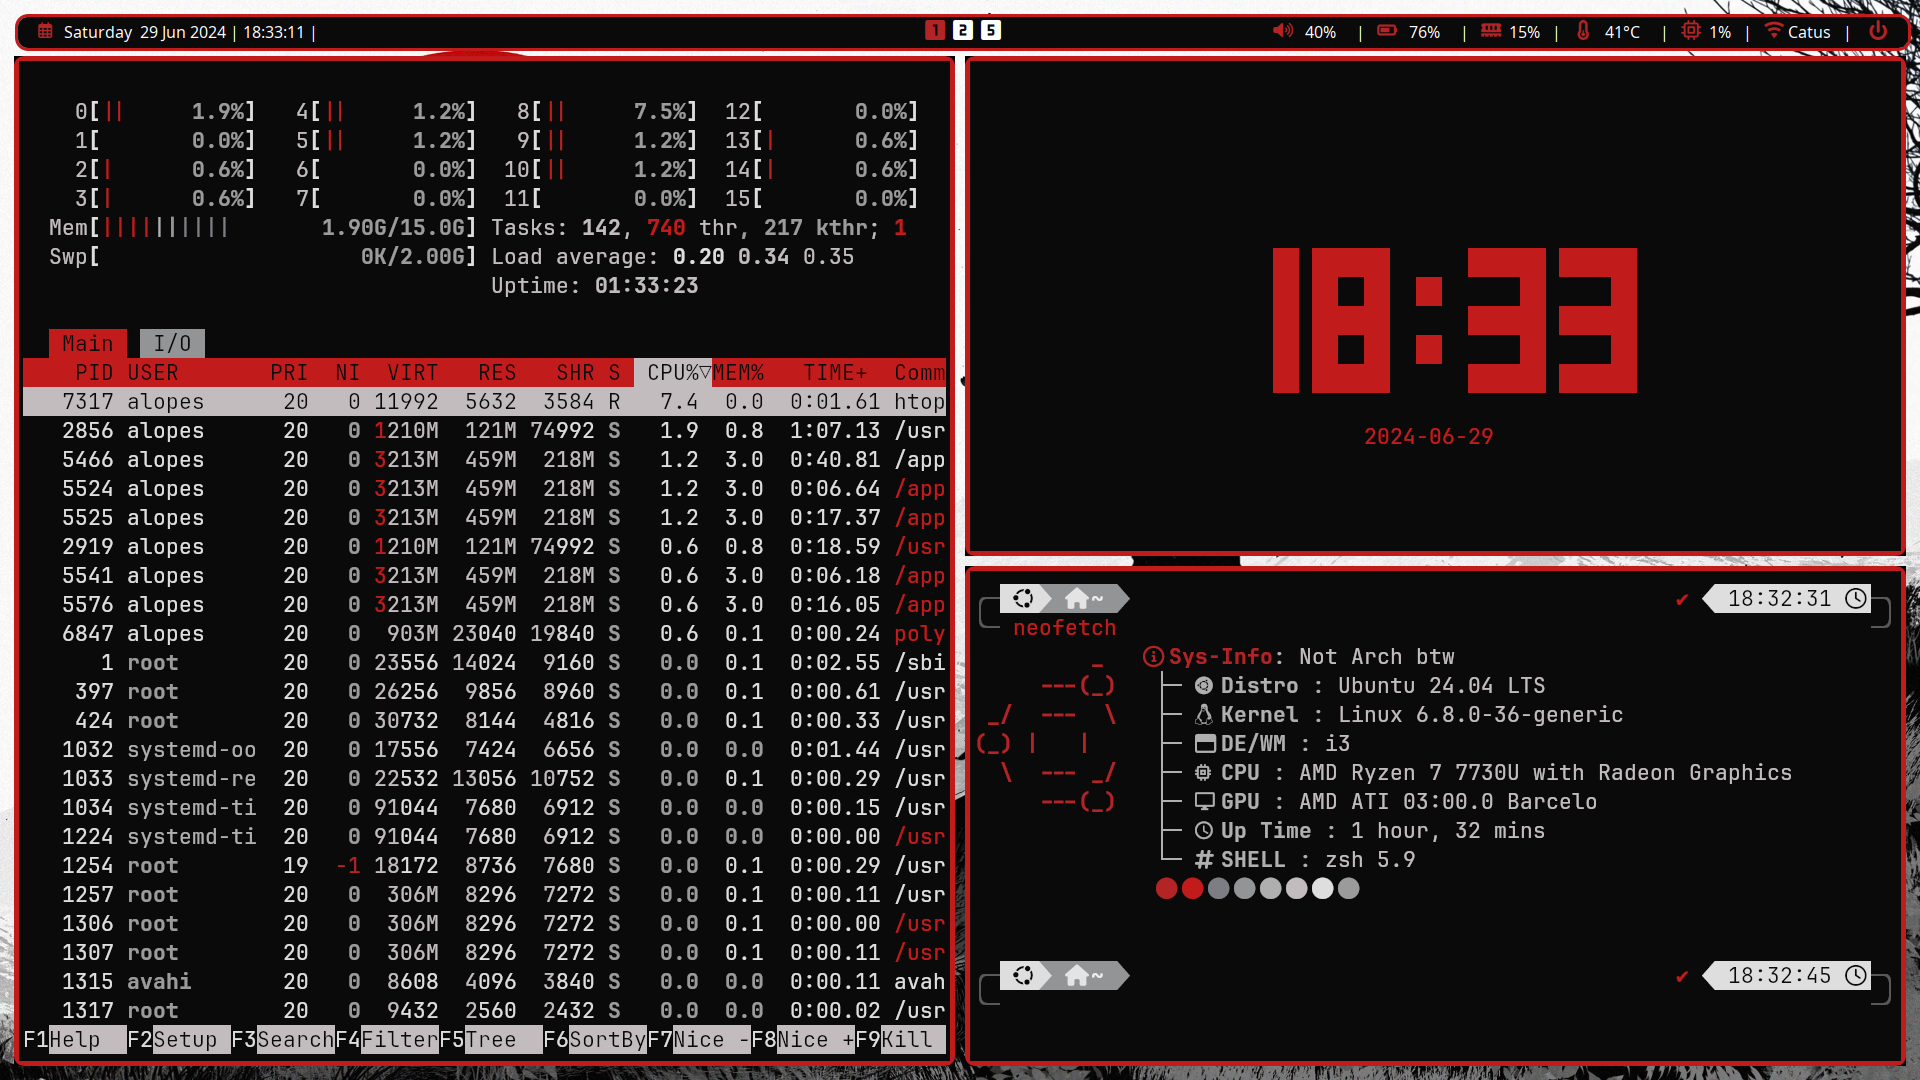 Saturday 29 Jun 2024 | 18:33:11 |
1 2 5
40% | 76% | 15% | 41°C | 1% | Catus |
0[|| 1.9%] 4[|| 1.2%] 8[|| 7.5%] 12[ 0.0%]
1[ 0.0%] 5[|| 1.2%] 9[|| 1.2%] 13[| 0.6%]
2[| 0.6%] 6[ 0.0%] 10[|| 1.2%] 14[| 0.6%]
3[| 0.6%] 7[ 0.0%] 11[ 0.0%] 15[ 0.0%]
Mem[|||||||||| 1.90G/15.0G] Tasks: 142, 740 thr, 217 kthr; 1
Swp[ 0K/2.00G] Load average: 0.20 0.34 0.35
Uptime: 01:33:23
Main I/O
PID USER PRI NI VIRT RES SHR S CPU%▽MEM% TIME+ Comm
7317 alopes 20 0 11992 5632 3584 R 7.4 0.0 0:01.61 htop
2856 alopes 20 0 1210M 121M 74992 S 1.9 0.8 1:07.13 /usr
5466 alopes 20 0 3213M 459M 218M S 1.2 3.0 0:40.81 /app
5524 alopes 20 0 3213M 459M 218M S 1.2 3.0 0:06.64 /app
5525 alopes 20 0 3213M 459M 218M S 1.2 3.0 0:17.37 /app
2919 alopes 20 0 1210M 121M 74992 S 0.6 0.8 0:18.59 /usr
5541 alopes 20 0 3213M 459M 218M S 0.6 3.0 0:06.18 /app
5576 alopes 20 0 3213M 459M 218M S 0.6 3.0 0:16.05 /app
6847 alopes 20 0 903M 23040 19840 S 0.6 0.1 0:00.24 poly
1 root 20 0 23556 14024 9160 S 0.0 0.1 0:02.55 /sbi
397 root 20 0 26256 9856 8960 S 0.0 0.1 0:00.61 /usr
424 root 20 0 30732 8144 4816 S 0.0 0.1 0:00.33 /usr
1032 systemd-oo 20 0 17556 7424 6656 S 0.0 0.0 0:01.44 /usr
1033 systemd-re 20 0 22532 13056 10752 S 0.0 0.1 0:00.29 /usr
1034 systemd-ti 20 0 91044 7680 6912 S 0.0 0.0 0:00.15 /usr
1224 systemd-ti 20 0 91044 7680 6912 S 0.0 0.0 0:00.00 /usr
1254 root 19 -1 18172 8736 7680 S 0.0 0.1 0:00.29 /usr
1257 root 20 0 306M 8296 7272 S 0.0 0.1 0:00.11 /usr
1306 root 20 0 306M 8296 7272 S 0.0 0.1 0:00.00 /usr
1307 root 20 0 306M 8296 7272 S 0.0 0.1 0:00.11 /usr
1315 avahi 20 0 8608 4096 3840 S 0.0 0.0 0:00.11 avah
1317 root 20 0 9432 2560 2432 S 0.0 0.0 0:00.02 /usr
F1Help F2Setup F3SearchF4FilterF5Tree F6SortByF7Nice -F8Nice +F9Kill
18:33
2024-06-29
~ ✔ 18:32:31
neofetch
Sys-Info: Not Arch btw
Distro : Ubuntu 24.04 LTS
Kernel : Linux 6.8.0-36-generic
DE/WM : i3
CPU : AMD Ryzen 7 7730U with Radeon Graphics
GPU : AMD ATI 03:00.0 Barcelo
Up Time : 1 hour, 32 mins
# SHELL : zsh 5.9
~ ✔ 18:32:45